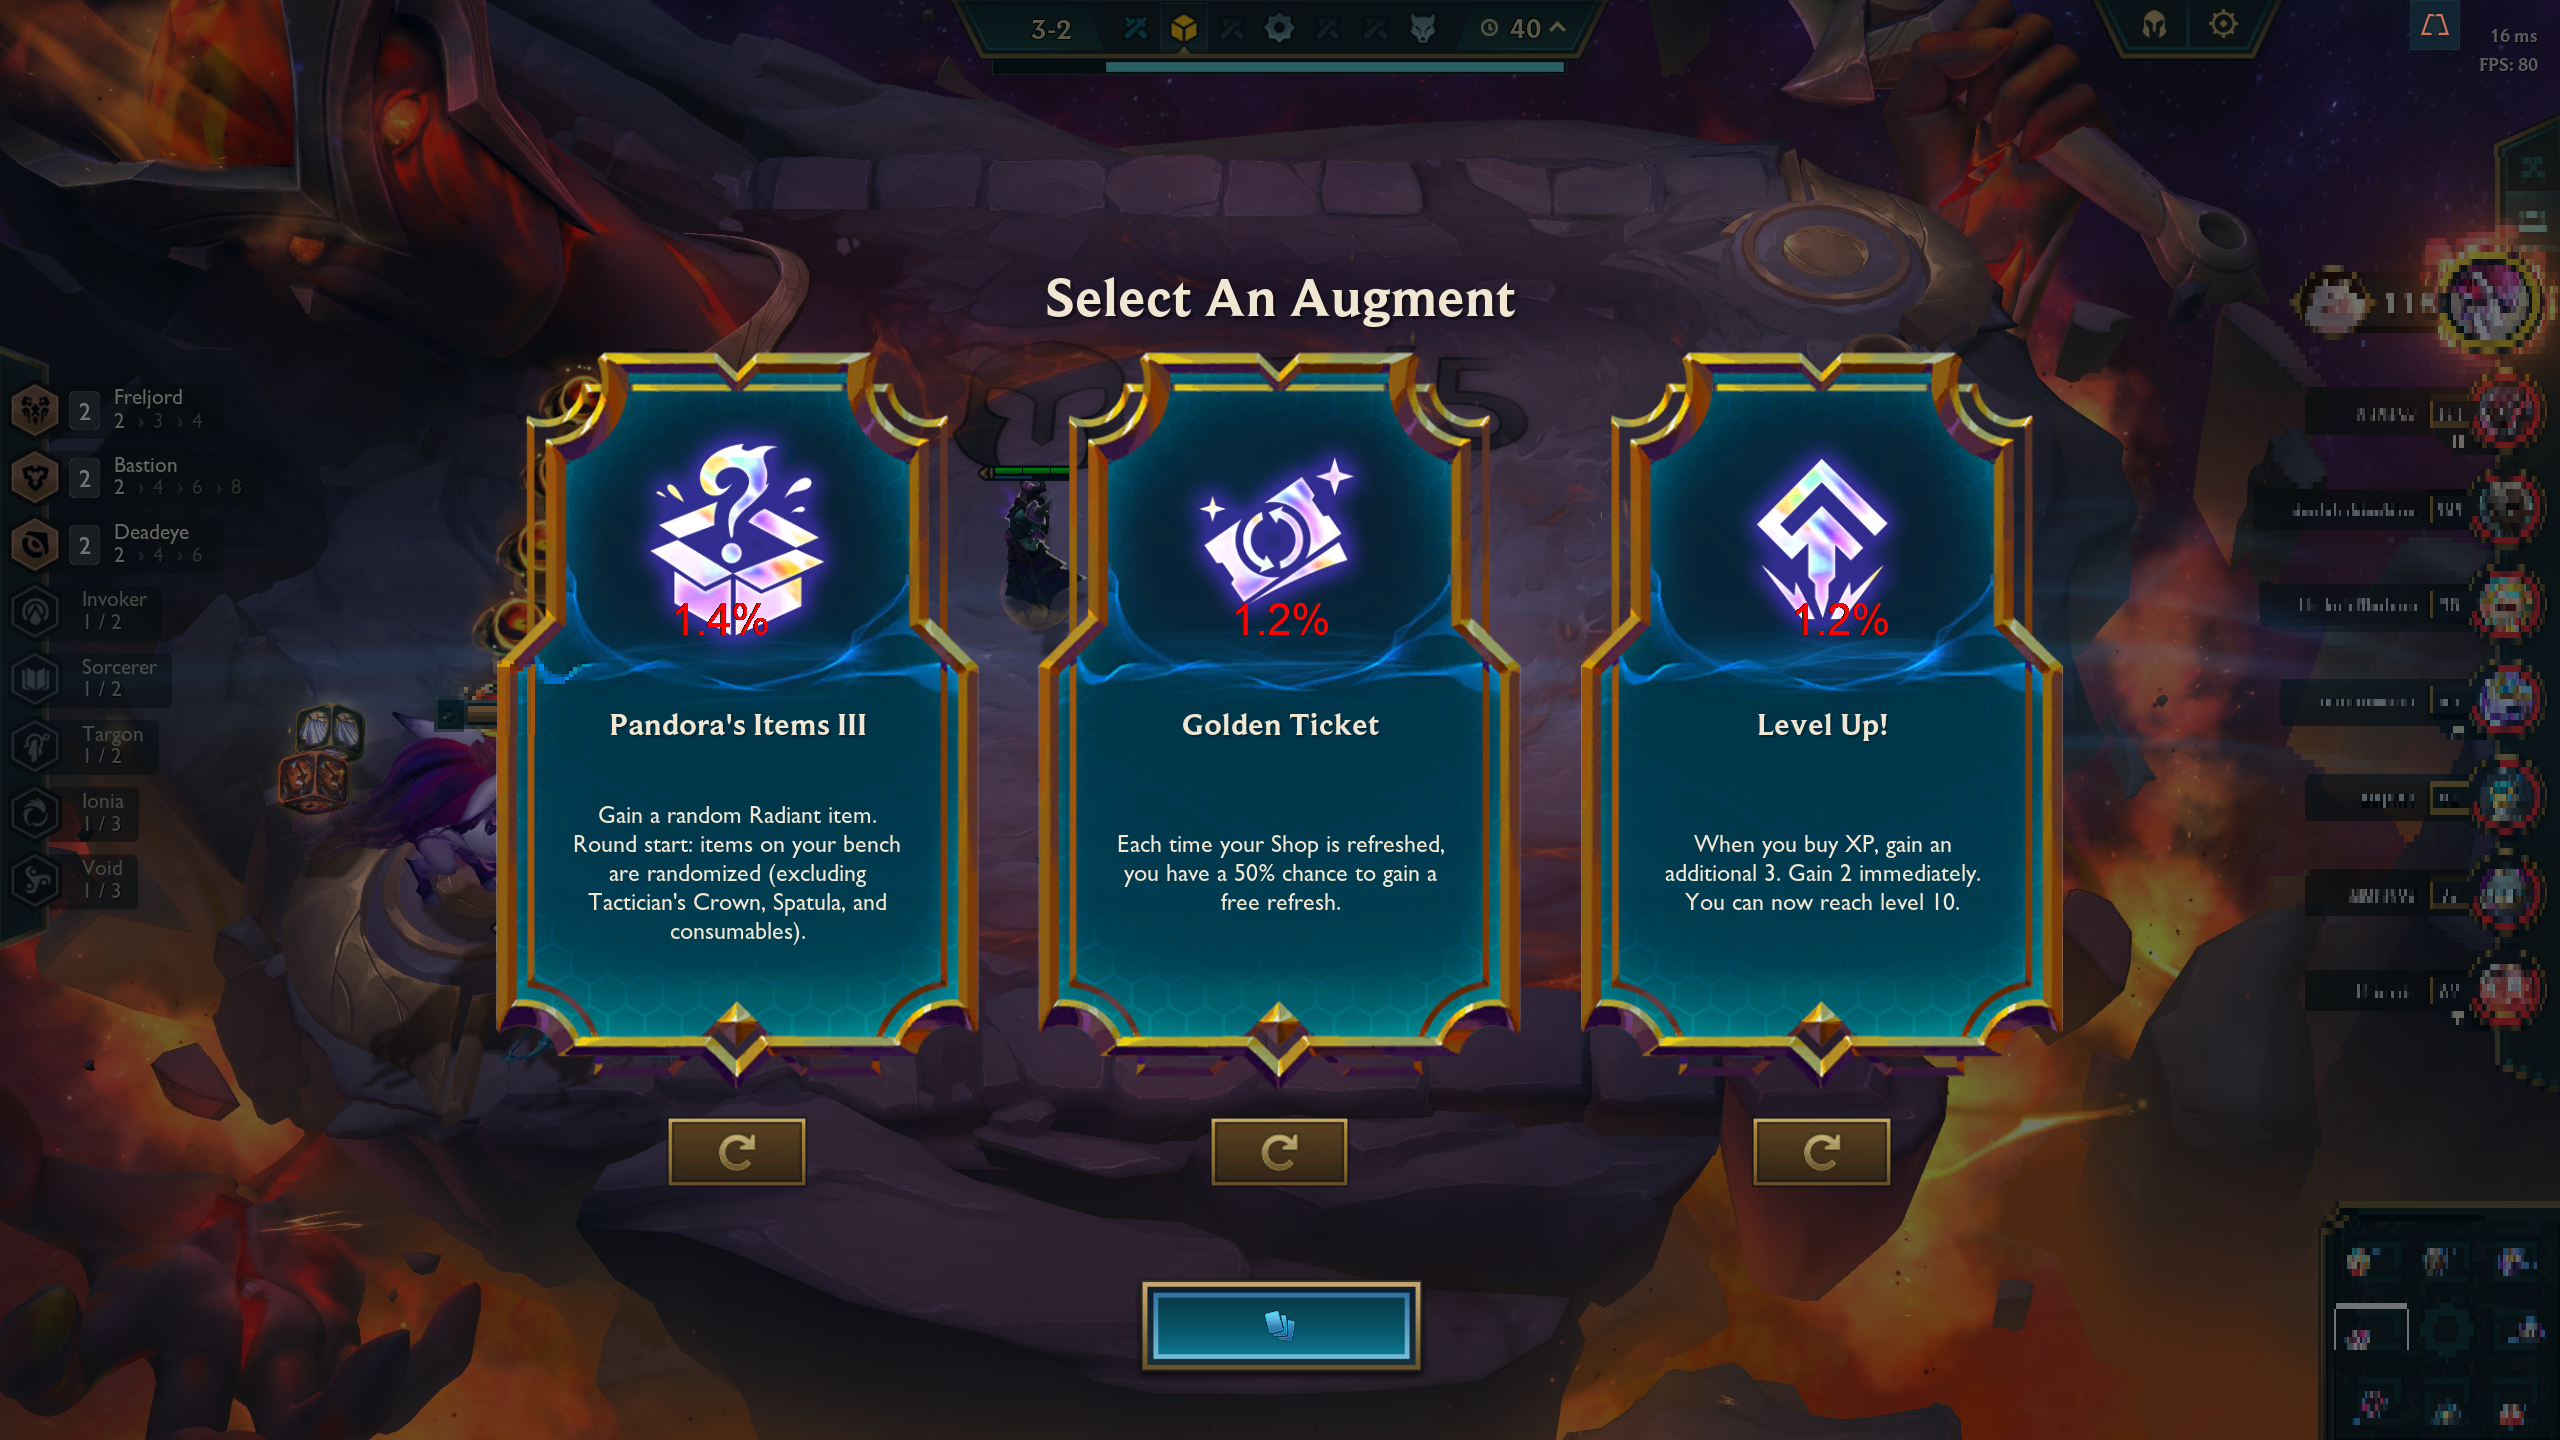 3-2
40
16 ms
FPS: 80
Select An Augment
2
Freljord
2 › 3 › 4
2
Bastion
2 › 4 › 6 › 8
2
Deadeye
2 › 4 › 6
Invoker
1 / 2
Sorcerer
1 / 2
Targon
1 / 2
Ionia
1 / 3
Void
1 / 3
1.4%
Pandora's Items III
Gain a random Radiant item.
Round start: items on your bench
are randomized (excluding
Tactician's Crown, Spatula, and
consumables).
1.2%
Golden Ticket
Each time your Shop is refreshed,
you have a 50% chance to gain a
free refresh.
1.2%
Level Up!
When you buy XP, gain an
additional 3. Gain 2 immediately.
You can now reach level 10.